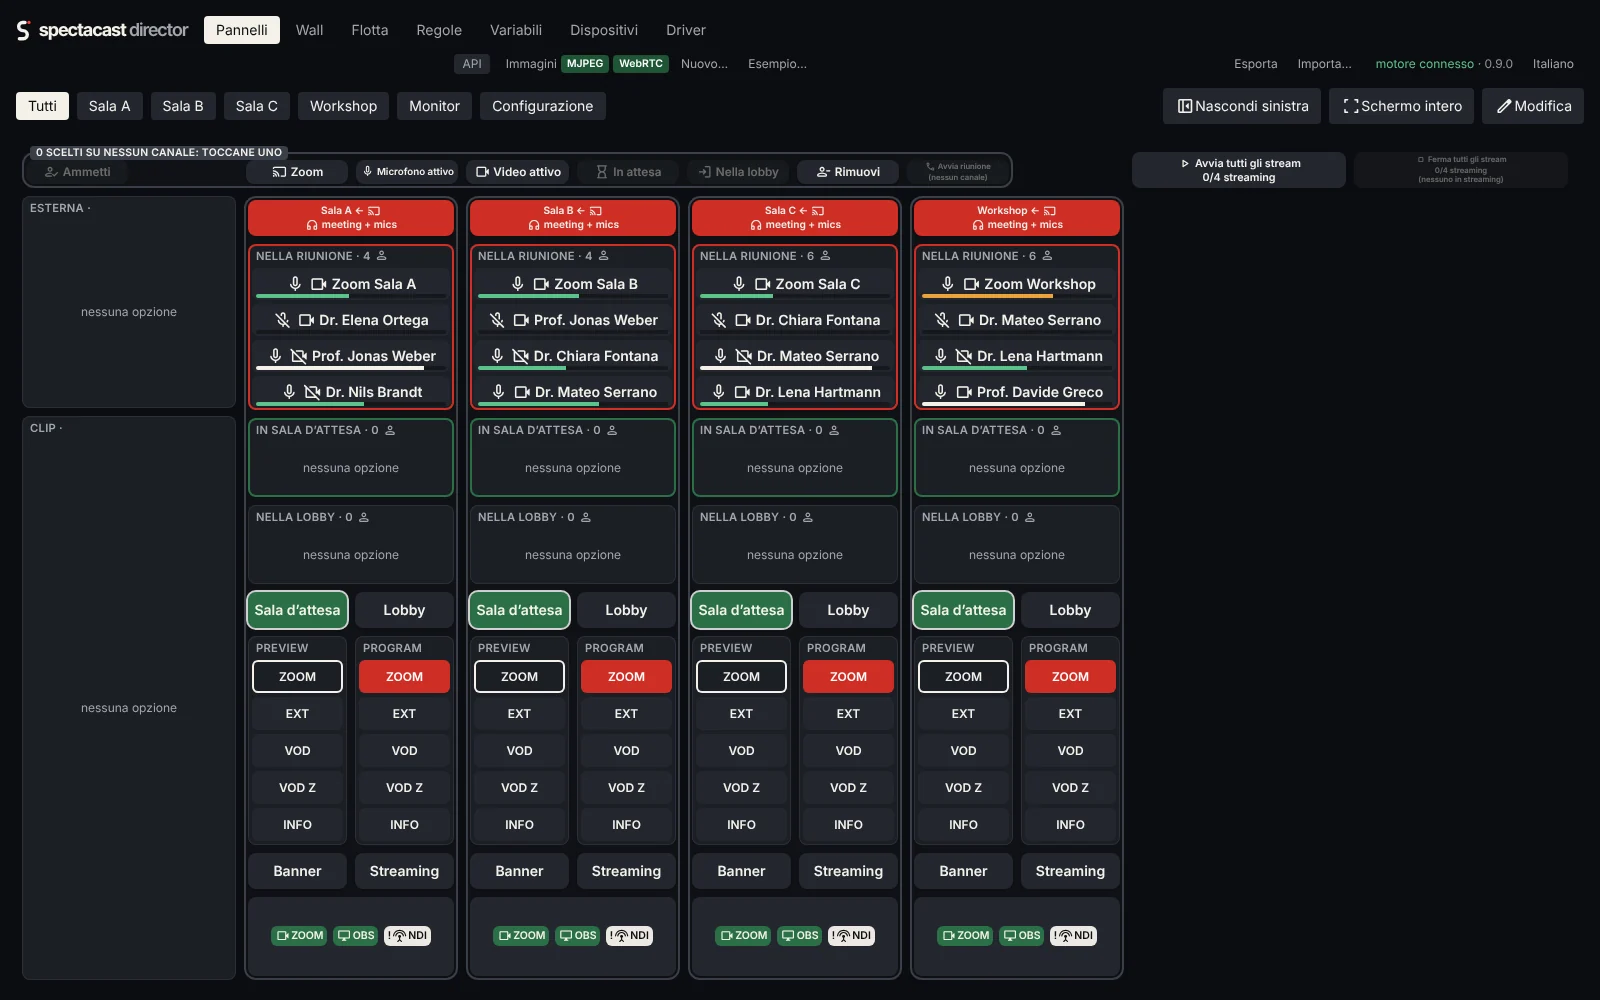 spectacast director
Pannelli
Wall
Flotta
Regole
Variabili
Dispositivi
Driver
API
Immagini MJPEG WebRTC
Nuovo...
Esempio...
Esporta
Importa...
motore connesso · 0.9.0
Italiano
Tutti
Sala A
Sala B
Sala C
Workshop
Monitor
Configurazione
Nascondi sinistra
Schermo intero
Modifica
0 SCELTI SU NESSUN CANALE: TOCCANE UNO
Ammetti
Zoom
Microfono attivo
Video attivo
In attesa
Nella lobby
Rimuovi
Avvia riunione
(nessun canale)
Avvia tutti gli stream
0/4 streaming
Ferma tutti gli stream
0/4 streaming
(nessuno in streaming)
ESTERNA ·
nessuna opzione
CLIP ·
nessuna opzione
Sala A ←
meeting + mics
NELLA RIUNIONE · 4
Zoom Sala A
Dr. Elena Ortega
Prof. Jonas Weber
Dr. Nils Brandt
IN SALA D’ATTESA · 0
nessuna opzione
NELLA LOBBY · 0
nessuna opzione
Sala d’attesa
Lobby
PREVIEW
ZOOM
EXT
VOD
VOD Z
INFO
PROGRAM
ZOOM
EXT
VOD
VOD Z
INFO
Banner
Streaming
ZOOM
OBS
! NDI
Sala B ←
meeting + mics
NELLA RIUNIONE · 4
Zoom Sala B
Prof. Jonas Weber
Dr. Chiara Fontana
Dr. Mateo Serrano
IN SALA D’ATTESA · 0
nessuna opzione
NELLA LOBBY · 0
nessuna opzione
Sala d’attesa
Lobby
PREVIEW
ZOOM
EXT
VOD
VOD Z
INFO
PROGRAM
ZOOM
EXT
VOD
VOD Z
INFO
Banner
Streaming
ZOOM
OBS
! NDI
Sala C ←
meeting + mics
NELLA RIUNIONE · 6
Zoom Sala C
Dr. Chiara Fontana
Dr. Mateo Serrano
Dr. Lena Hartmann
IN SALA D’ATTESA · 0
nessuna opzione
NELLA LOBBY · 0
nessuna opzione
Sala d’attesa
Lobby
PREVIEW
ZOOM
EXT
VOD
VOD Z
INFO
PROGRAM
ZOOM
EXT
VOD
VOD Z
INFO
Banner
Streaming
ZOOM
OBS
! NDI
Workshop ←
meeting + mics
NELLA RIUNIONE · 6
Zoom Workshop
Dr. Mateo Serrano
Dr. Lena Hartmann
Prof. Davide Greco
IN SALA D’ATTESA · 0
nessuna opzione
NELLA LOBBY · 0
nessuna opzione
Sala d’attesa
Lobby
PREVIEW
ZOOM
EXT
VOD
VOD Z
INFO
PROGRAM
ZOOM
EXT
VOD
VOD Z
INFO
Banner
Streaming
ZOOM
OBS
! NDI